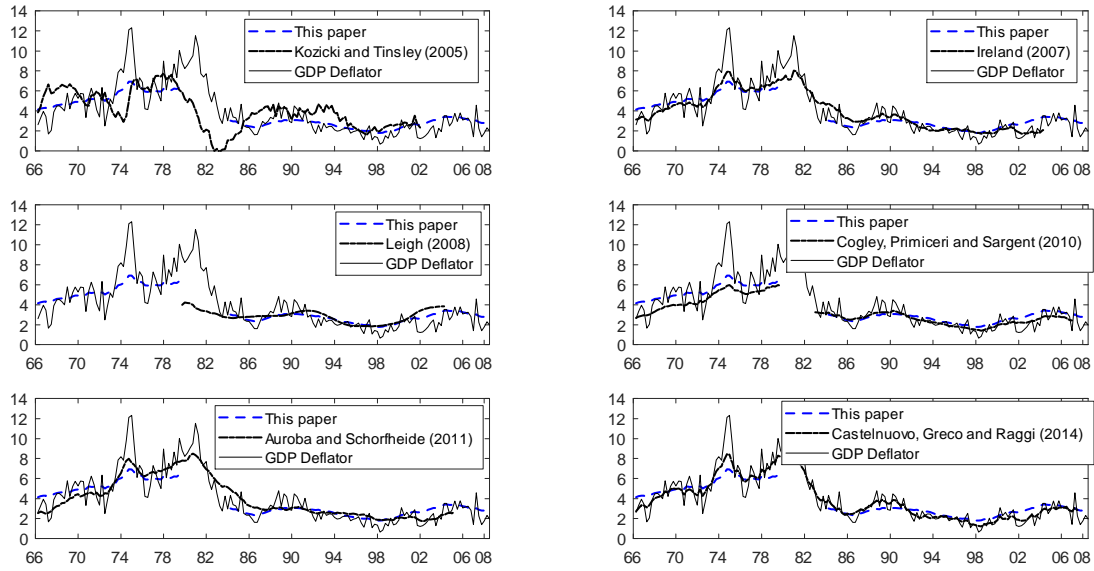 14
12
10
8
6
4
2
0
This paper
Kozicki and Tinsley (2005)
GDP Deflator
66 70 74 78 82 86 90 94 98 02 06 08
14
12
10
8
6
4
2
0
This paper
Ireland (2007)
GDP Deflator
66 70 74 78 82 86 90 94 98 02 06 08
14
12
10
8
6
4
2
0
This paper
Leigh (2008)
GDP Deflator
66 70 74 78 82 86 90 94 98 02 06 08
14
12
10
8
6
4
2
0
This paper
Cogley, Primiceri and Sargent (2010)
GDP Deflator
66 70 74 78 82 86 90 94 98 02 06 08
14
12
10
8
6
4
2
0
This paper
Auroba and Schorfheide (2011)
GDP Deflator
66 70 74 78 82 86 90 94 98 02 06 08
14
12
10
8
6
4
2
0
This paper
Castelnuovo, Greco and Raggi (2014)
GDP Deflator
66 70 74 78 82 86 90 94 98 02 06 08